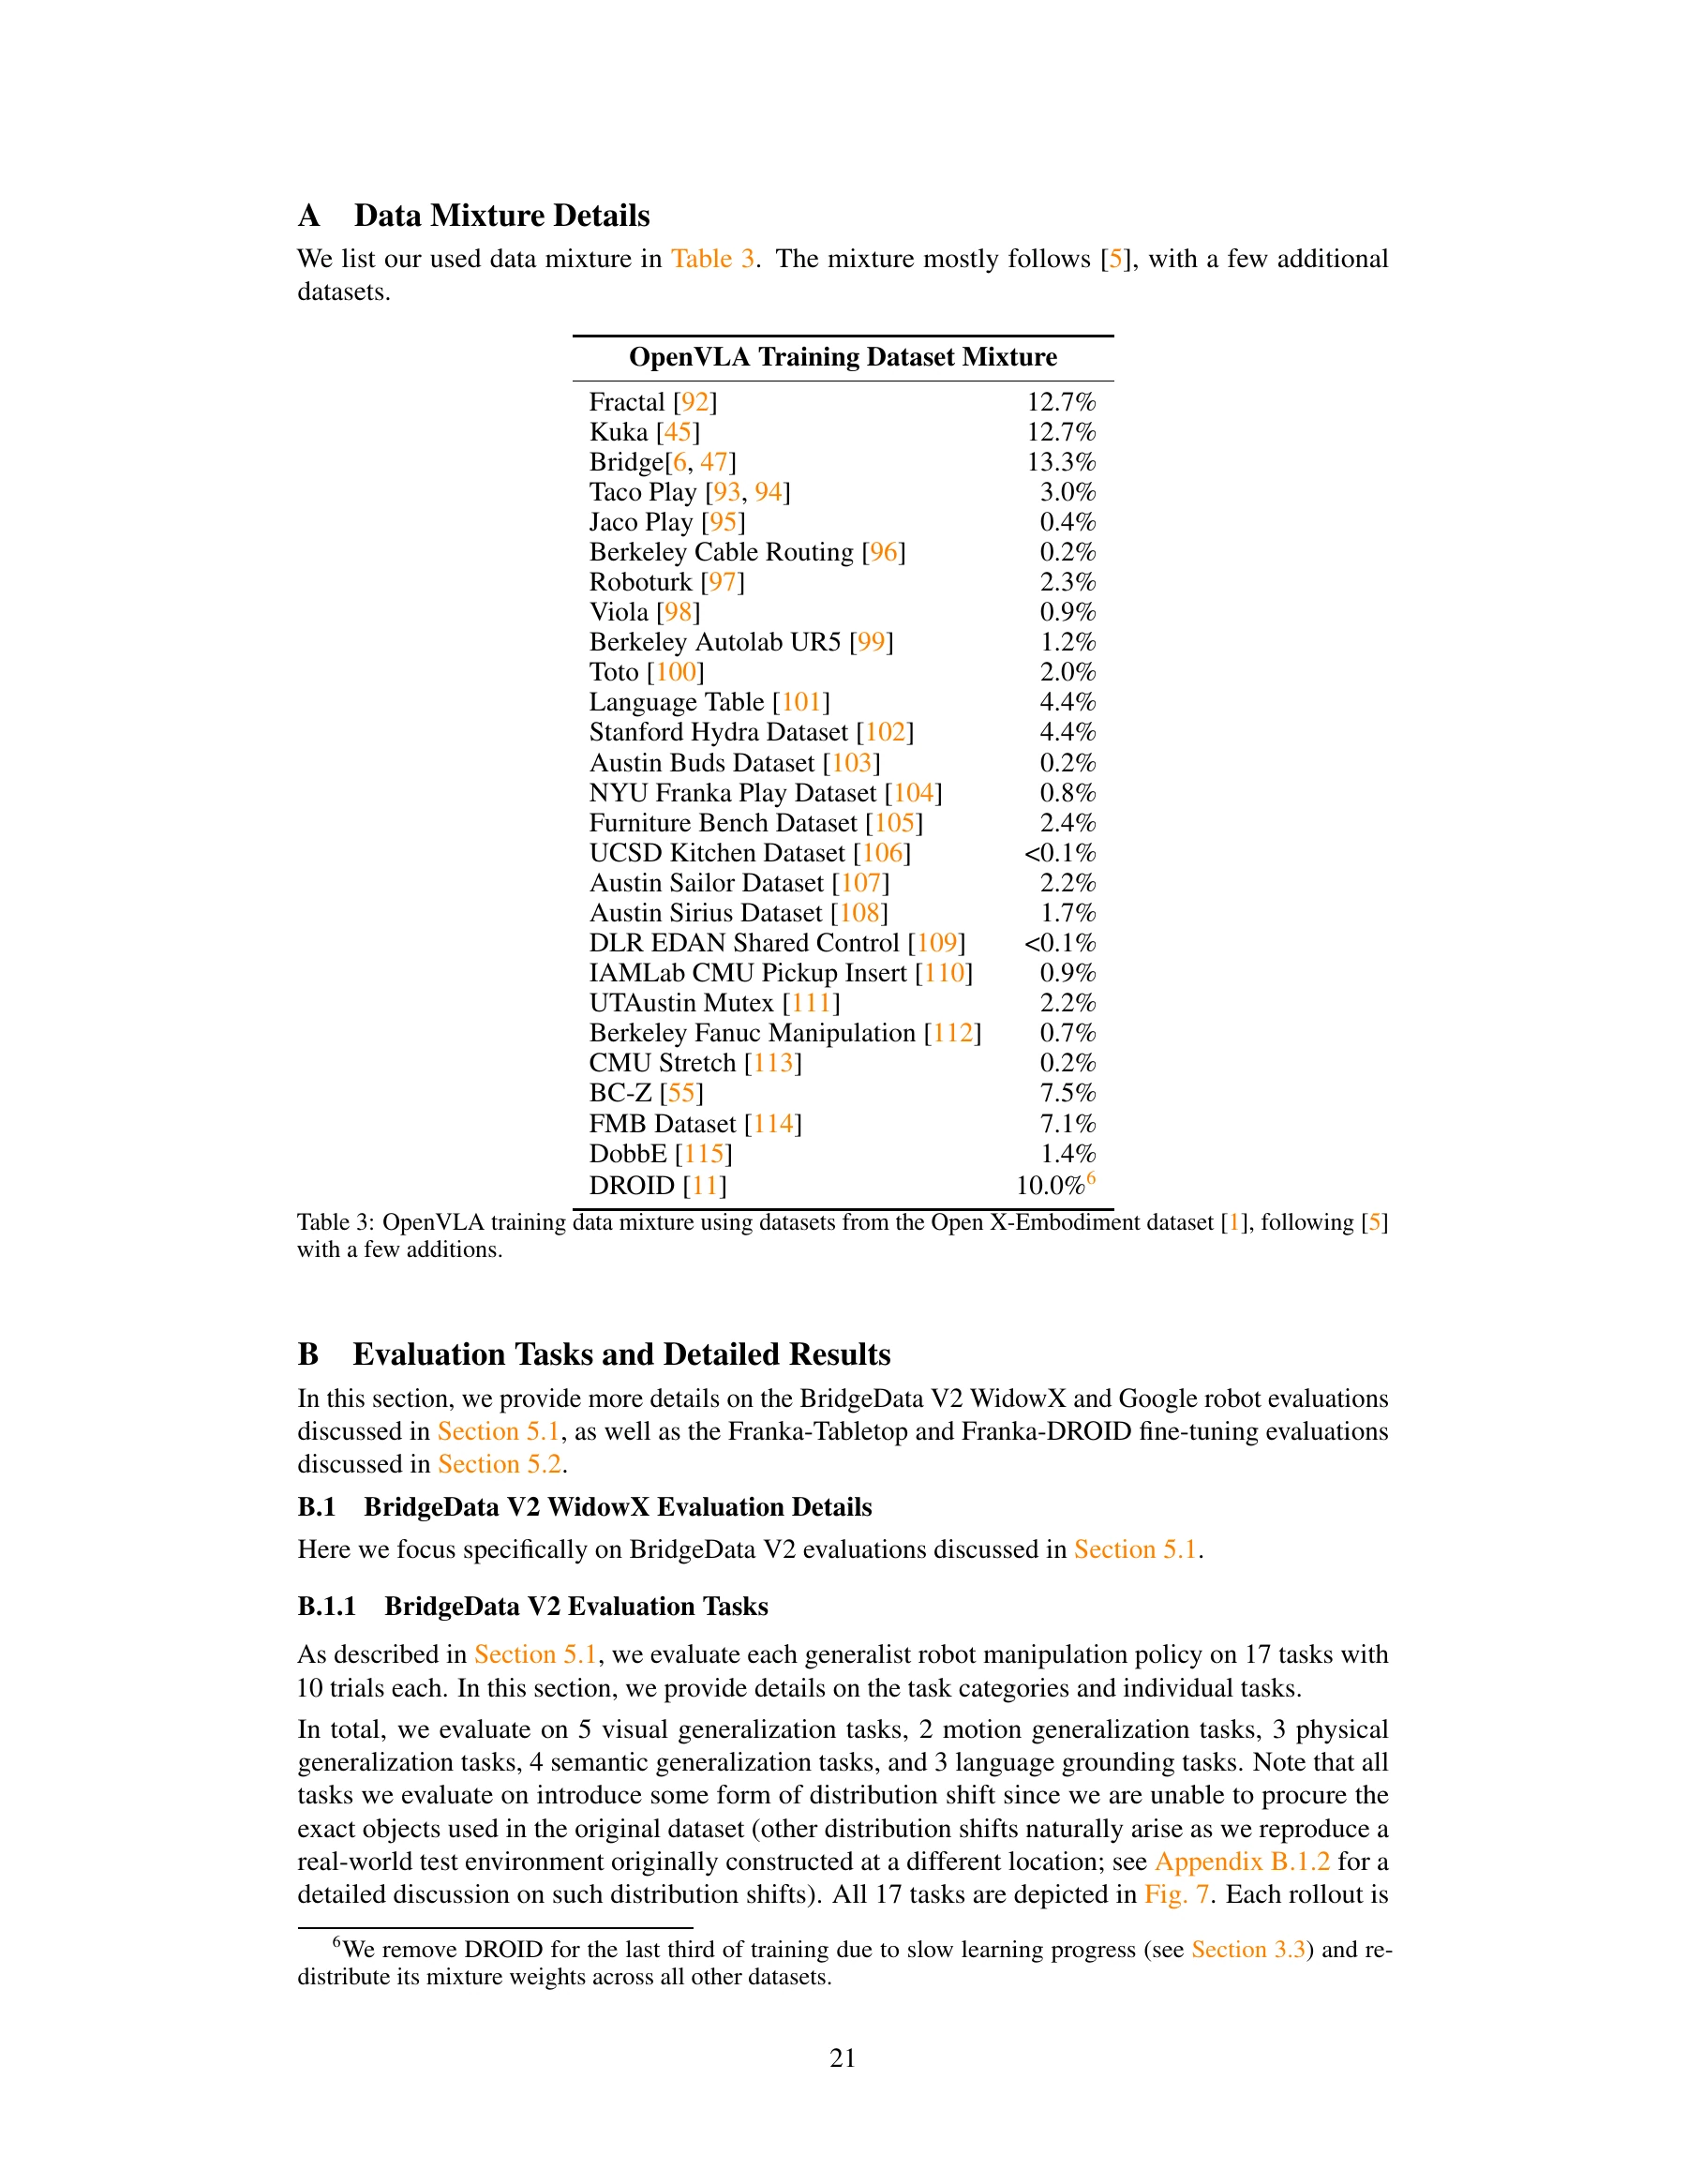 A Data Mixture Details
We list our used data mixture in Table 3. The mixture mostly follows [5], with a few additional
datasets.
OpenVLA Training Dataset Mixture
Fractal [92] 12.7%
Kuka [45] 12.7%
Bridge[6, 47] 13.3%
Taco Play [93, 94] 3.0%
Jaco Play [95] 0.4%
Berkeley Cable Routing [96] 0.2%
Roboturk [97] 2.3%
Viola [98] 0.9%
Berkeley Autolab UR5 [99] 1.2%
Toto [100] 2.0%
Language Table [101] 4.4%
Stanford Hydra Dataset [102] 4.4%
Austin Buds Dataset [103] 0.2%
NYU Franka Play Dataset [104] 0.8%
Furniture Bench Dataset [105] 2.4%
UCSD Kitchen Dataset [106] <0.1%
Austin Sailor Dataset [107] 2.2%
Austin Sirius Dataset [108] 1.7%
DLR EDAN Shared Control [109] <0.1%
IAMLab CMU Pickup Insert [110] 0.9%
UTAustin Mutex [111] 2.2%
Berkeley Fanuc Manipulation [112] 0.7%
CMU Stretch [113] 0.2%
BC-Z [55] 7.5%
FMB Dataset [114] 7.1%
DobbE [115] 1.4%
DROID [11] 10.0%6
Table 3: OpenVLA training data mixture using datasets from the Open X-Embodiment dataset [1], following [5]
with a few additions.
B Evaluation Tasks and Detailed Results
In this section, we provide more details on the BridgeData V2 WidowX and Google robot evaluations
discussed in Section 5.1, as well as the Franka-Tabletop and Franka-DROID fine-tuning evaluations
discussed in Section 5.2.
B.1 BridgeData V2 WidowX Evaluation Details
Here we focus specifically on BridgeData V2 evaluations discussed in Section 5.1.
B.1.1 BridgeData V2 Evaluation Tasks
As described in Section 5.1, we evaluate each generalist robot manipulation policy on 17 tasks with
10 trials each. In this section, we provide details on the task categories and individual tasks.
In total, we evaluate on 5 visual generalization tasks, 2 motion generalization tasks, 3 physical
generalization tasks, 4 semantic generalization tasks, and 3 language grounding tasks. Note that all
tasks we evaluate on introduce some form of distribution shift since we are unable to procure the
exact objects used in the original dataset (other distribution shifts naturally arise as we reproduce a
real-world test environment originally constructed at a different location; see Appendix B.1.2 for a
detailed discussion on such distribution shifts). All 17 tasks are depicted in Fig. 7. Each rollout is
6We remove DROID for the last third of training due to slow learning progress (see Section 3.3) and re-
distribute its mixture weights across all other datasets.
21